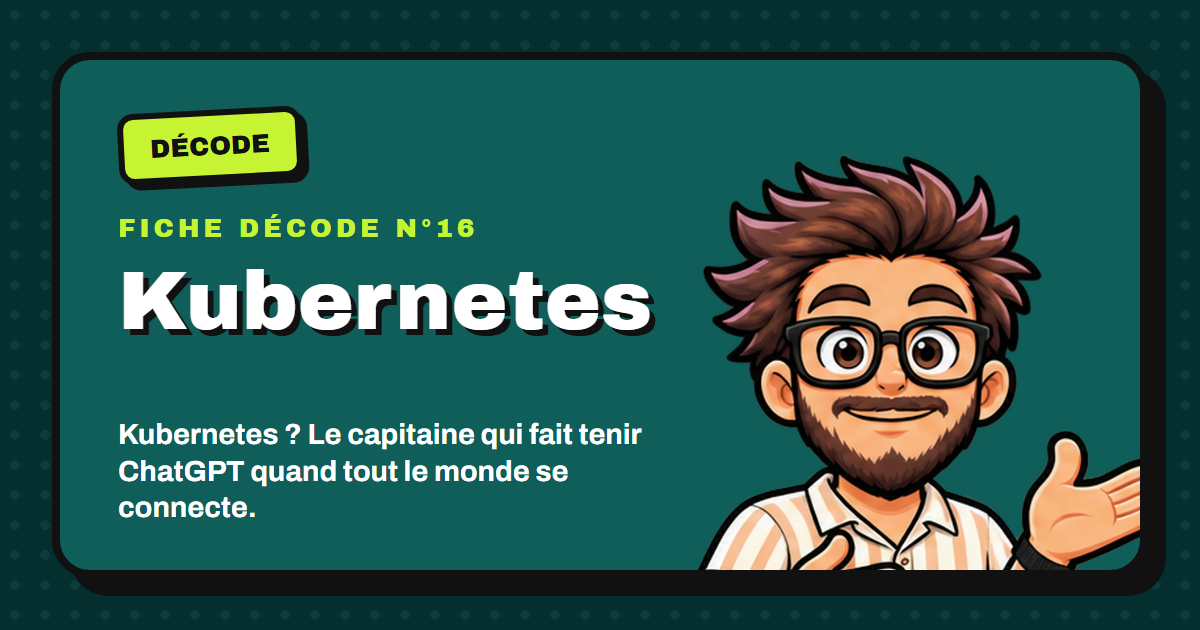 DÉCODE
FICHE DÉCODE N°16
Kubernetes
Kubernetes ? Le capitaine qui fait tenir
ChatGPT quand tout le monde se
connecte.